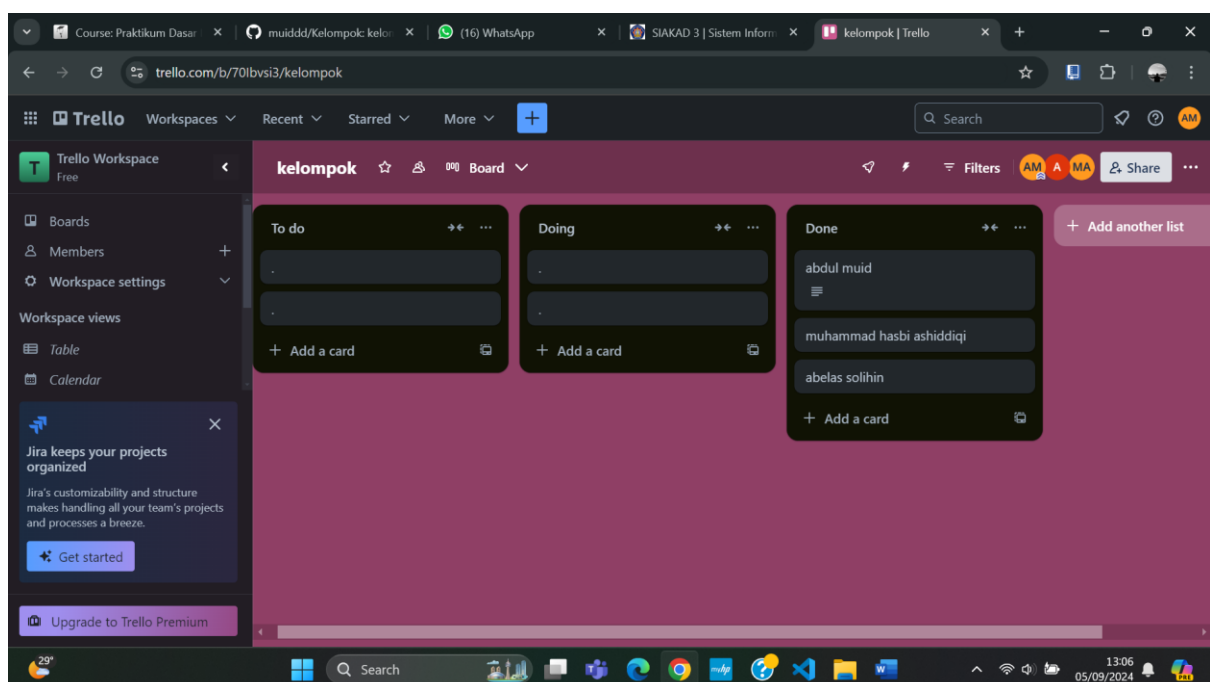 Course: Praktikum Dasar
muiddd/Kelompok: kelom
(16) WhatsApp
SIAKAD 3 | Sistem Inform
kelompok | Trello
trello.com/b/70Ibvsi3/kelompok
Trello
Workspaces
Recent
Starred
More
Search
AM
T
Trello Workspace
Free
kelompok
Board
Filters
AM
A
MA
Share
Boards
Members
Workspace settings
Workspace views
Table
Calendar
Jira keeps your projects
organized
Jira's customizability and structure
makes handling all your team's projects
and processes a breeze.
Get started
Upgrade to Trello Premium
To do
.
.
+ Add a card
Doing
.
.
+ Add a card
Done
abdul muid
muhammad hasbi ashiddiqi
abelas solihin
+ Add a card
+ Add another list
29°
Search
13:06
05/09/2024